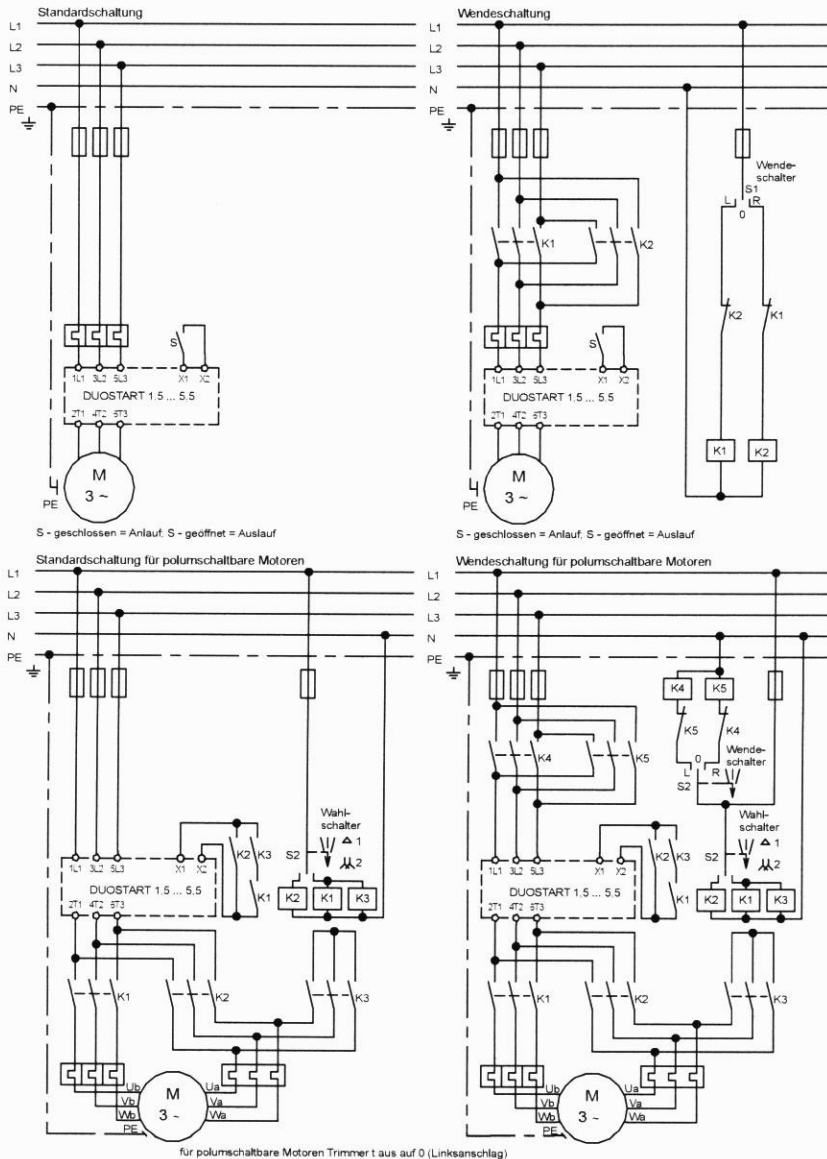 Standardschaltung
L1
L2
L3
N
PE
S
1L1 3L2 5L3 X1 X2
DUOSTART 1.5 ... 5.5
2T1 4T2 6T3
M
3 ~
PE
S - geschlossen = Anlauf, S - geöffnet = Auslauf
Wendeschaltung
L1
L2
L3
N
PE
Wende-
schalter
S1
L R
0
K1 K2
K2 K1
S
1L1 3L2 5L3 X1 X2
DUOSTART 1.5 ... 5.5
2T1 4T2 6T3
K1 K2
M
3 ~
PE
S - geschlossen = Anlauf, S - geöffnet = Auslauf
Standardschaltung für polumschaltbare Motoren
L1
L2
L3
N
PE
Wahl-
schalter
1
2
S2
K2 K3
K1
1L1 3L2 5L3 X1 X2
DUOSTART 1,5 ... 5,5
2T1 4T2 6T3
K2 K1 K3
K1 K2 K3
Ub Ua
Vb Va
Wb Wa
M
3 ~
PE
Wendeschaltung für polumschaltbare Motoren
L1
L2
L3
N
PE
K4 K5
K5 K4
K4 K5
0
L R
Wende-
schalter
S2
Wahl-
schalter
1
2
S2
K2 K3
K1
1L1 3L2 5L3 X1 X2
DUOSTART 1,5 ... 5,5
2T1 4T2 6T3
K2 K1 K3
K1 K2 K3
Ub Ua
Vb Va
Wb Wa
M
3 ~
PE
für polumschaltbare Motoren Trimmer t aus auf 0 (Linksanschlag)